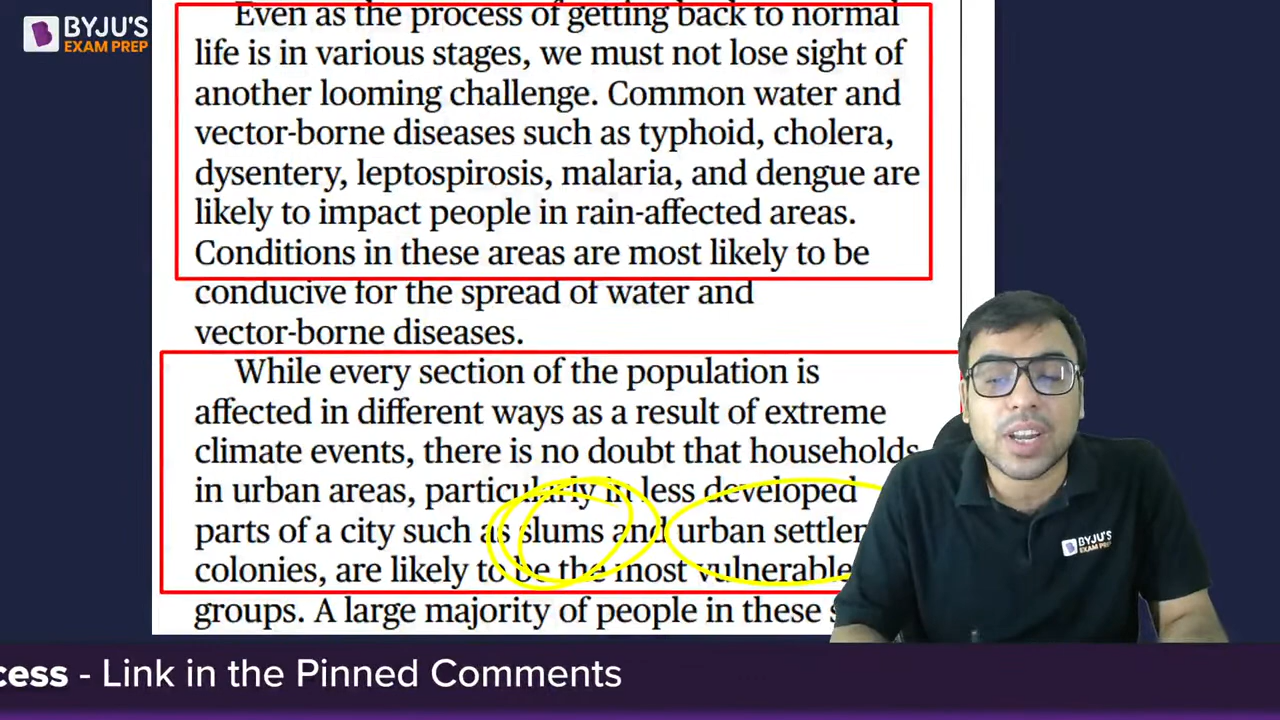 BYJU'S
EXAM PREP
Even as the process of getting back to normal
life is in various stages, we must not lose sight of
another looming challenge. Common water and
vector-borne diseases such as typhoid, cholera,
dysentery, leptospirosis, malaria, and dengue are
likely to impact people in rain-affected areas.
Conditions in these areas are most likely to be
conducive for the spread of water and
vector-borne diseases.
While every section of the population is
affected in different ways as a result of extreme
climate events, there is no doubt that households
in urban areas, particularly in less developed
parts of a city such as slums and urban
colonies, are likely to be the most vulnerable
groups. A large majority of people in these
BYJU'S
EXAM PREP
- Link in the Pinned Comments